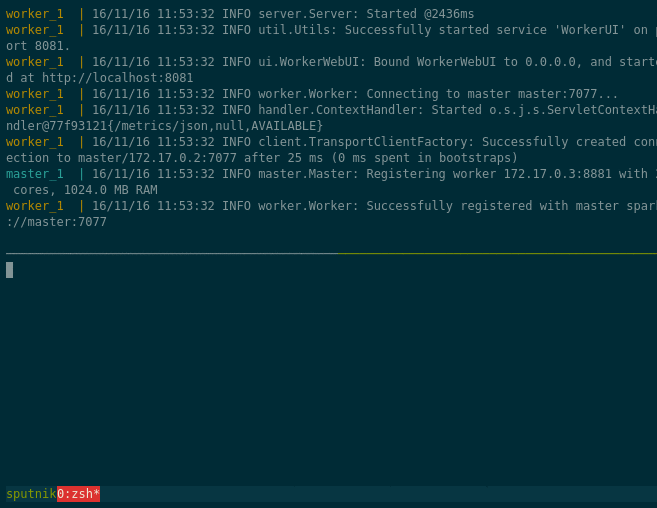 worker_1  | 16/11/16 11:53:32 INFO server.Server: Started @2436ms
worker_1  | 16/11/16 11:53:32 INFO util.Utils: Successfully started service 'WorkerUI' on
ort 8081.
worker_1  | 16/11/16 11:53:32 INFO ui.WorkerWebUI: Bound WorkerWebUI to 0.0.0.0, and starte
d at http://localhost:8081
worker_1  | 16/11/16 11:53:32 INFO worker.Worker: Connecting to master master:7077...
worker_1  | 16/11/16 11:53:32 INFO handler.ContextHandler: Started o.s.j.s.ServletContextHa
ndler@77f93121{/metrics/json,null,AVAILABLE}
worker_1  | 16/11/16 11:53:32 INFO client.TransportClientFactory: Successfully created conn
ection to master/172.17.0.2:7077 after 25 ms (0 ms spent in bootstraps)
master_1  | 16/11/16 11:53:32 INFO master.Master: Registering worker 172.17.0.3:8881 with
cores, 1024.0 MB RAM
worker_1  | 16/11/16 11:53:32 INFO worker.Worker: Successfully registered with master spark
://master:7077
sputnik 0:zsh*